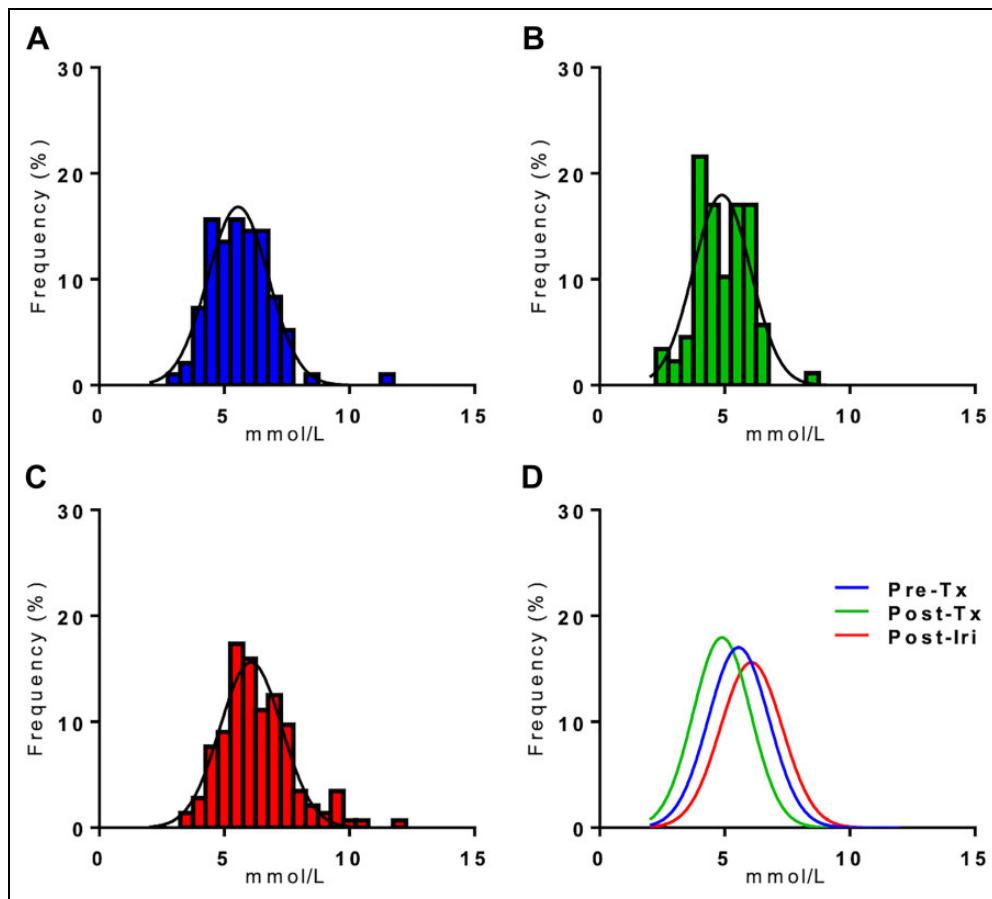 A
Frequency (%)
30
20
10
0
0 5 10 15
mmol/L
B
Frequency (%)
30
20
10
0
0 5 10 15
mmol/L
C
Frequency (%)
30
20
10
0
0 5 10 15
mmol/L
D
Frequency (%)
30
20
10
0
0 5 10 15
mmol/L
Pre-Tx
Post-Tx
Post-Iri